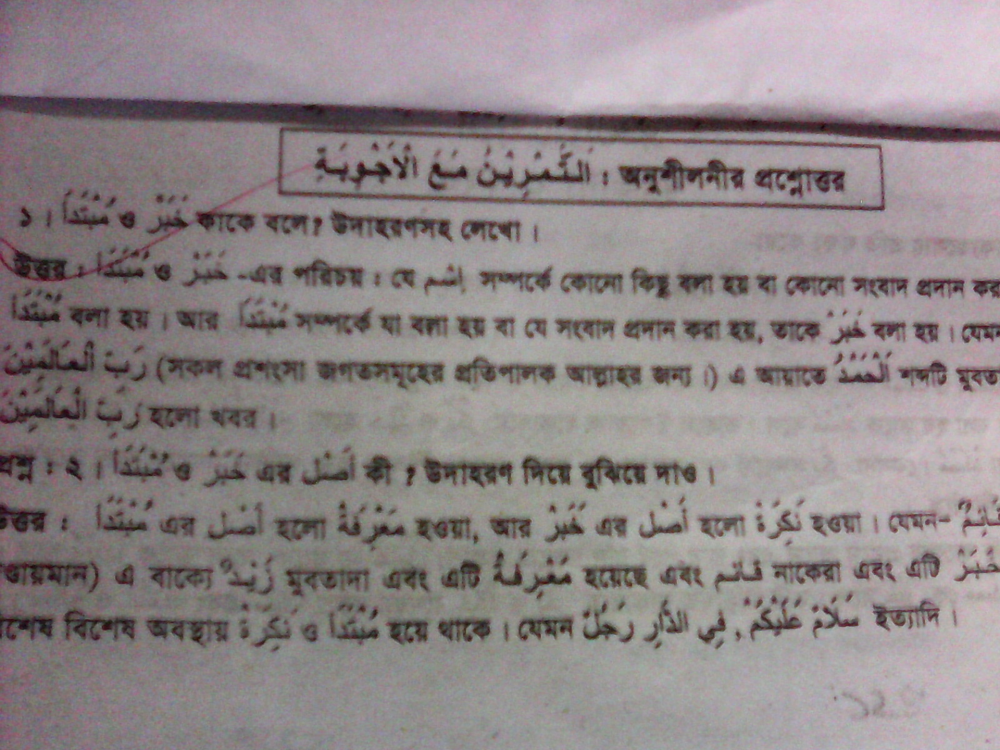 اَلتَّمْرِيْنُ مَعَ الْأَجْوِبَةِ : অনুশীলনীর প্রশ্নোত্তর
১। مُبْتَدَأٌ ও خَبَرٌ কাকে বলে? উদাহরণসহ লেখো।
উত্তর : مُبْتَدَأٌ ও خَبَرٌ -এর পরিচয় : যে اِسْم সম্পর্কে কোনো কিছু বলা হয় বা কোনো সংবাদ প্রদান কর
مُبْتَدَأٌ বলা হয়। আর مُبْتَدَأٌ সম্পর্কে যা বলা হয় বা যে সংবাদ প্রদান করা হয়, তাকে خَبَرٌ বলা হয়। যেমন
رَبِّ الْعَالَمِيْنَ (সকল প্রশংসা জগতসমূহের প্রতিপালক আল্লাহর জন্য।) এ আয়াতে اَلْحَمْدُ শব্দটি মুবতা
رَبِّ الْعَالَمِيْنَ হলো খবর।
প্রশ্ন : ২। مُبْتَدَأٌ ও خَبَرٌ এর أَصْل কী ? উদাহরণ দিয়ে বুঝিয়ে দাও।
উত্তর : مُبْتَدَأٌ এর أَصْل হলো مَعْرِفَةٌ হওয়া, আর خَبَرٌ এর أَصْل হলো نَكِرَةٌ হওয়া। যেমন- قَائِمٌ
ডায়মান) এ বাক্যে زَيْدٌ মুবতাদা এবং এটি مَعْرِفَةٌ হয়েছে এবং قائم নাকেরা এবং এটি خَبَرٌ
শেষ বিশেষ অবস্থায় نَكِرَةٌ ও مُبْتَدَأٌ হয়ে থাকে। যেমন فِي الدَّارِ رَجُلٌ , سَلَامٌ عَلَيْكُمْ ইত্যাদি।